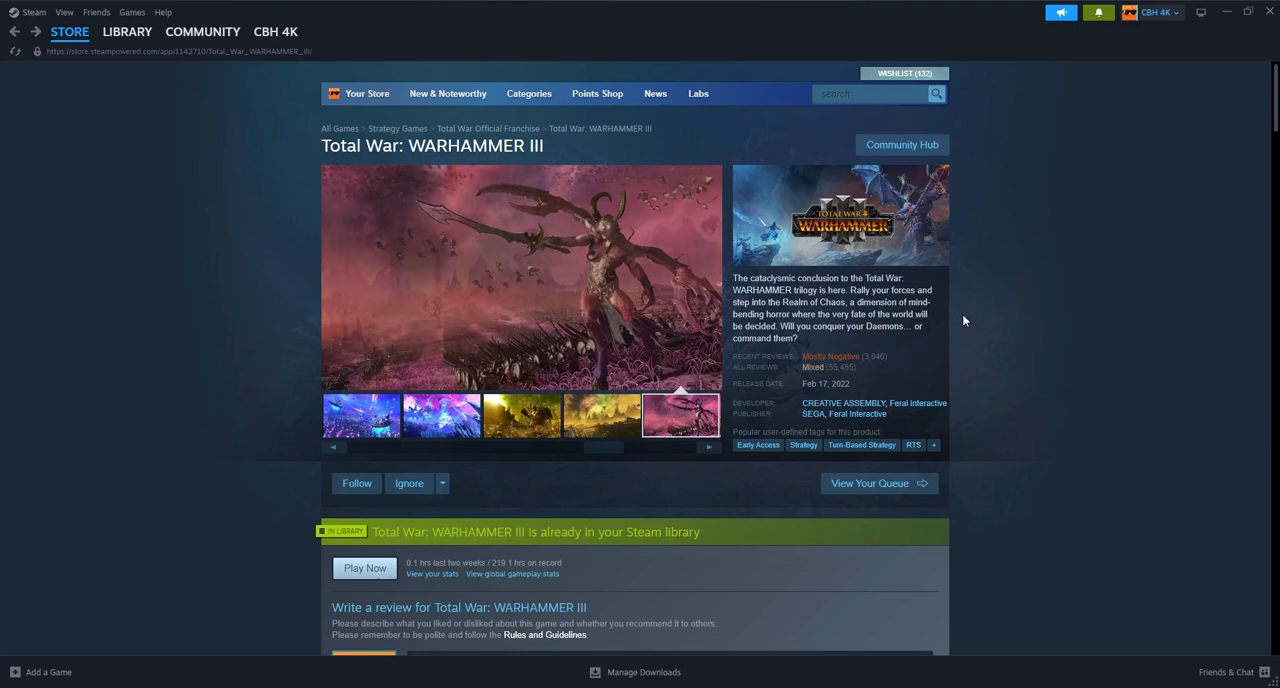 Steam View Friends Games Help
CBH 4K
STORE LIBRARY COMMUNITY CBH 4K
https://store.steampowered.com/app/1142710/Total_War_WARHAMMER_III/
WISHLIST (132)
Your Store New & Noteworthy Categories Points Shop News Labs
search
All Games > Strategy Games > Total War Official Franchise > Total War: WARHAMMER III
Total War: WARHAMMER III
Community Hub
TOTAL WAR
WARHAMMER
III
The cataclysmic conclusion to the Total War:
WARHAMMER trilogy is here. Rally your forces and
step into the Realm of Chaos, a dimension of mind-
bending horror where the very fate of the world will
be decided. Will you conquer your Daemons… or
command them?
RECENT REVIEWS: Mostly Negative (3,046)
ALL REVIEWS: Mixed (55,455)
RELEASE DATE: Feb 17, 2022
DEVELOPER: CREATIVE ASSEMBLY, Feral Interactive
PUBLISHER: SEGA, Feral Interactive
Popular user-defined tags for this product:
Early Access Strategy Turn-Based Strategy RTS +
Follow Ignore
View Your Queue
IN LIBRARY Total War: WARHAMMER III is already in your Steam library
Play Now
0.1 hrs last two weeks / 219.1 hrs on record
View your stats View global gameplay stats
Write a review for Total War: WARHAMMER III
Please describe what you liked or disliked about this game and whether you recommend it to others.
Please remember to be polite and follow the Rules and Guidelines.
Add a Game
Manage Downloads
Friends & Chat